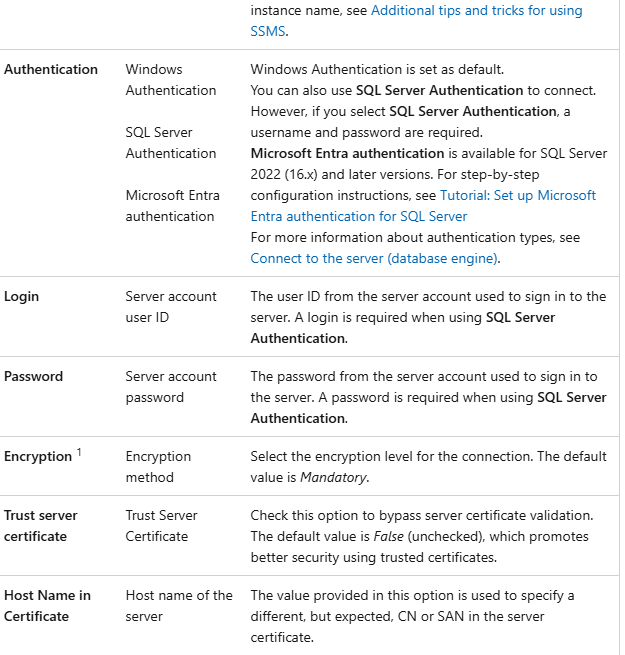 instance name, see Additional tips and tricks for using
SSMS.
Authentication
Windows
Authentication
SQL Server
Authentication
Microsoft Entra
authentication
Windows Authentication is set as default.
You can also use SQL Server Authentication to connect.
However, if you select SQL Server Authentication, a
username and password are required.
Microsoft Entra authentication is available for SQL Server
2022 (16.x) and later versions. For step-by-step
configuration instructions, see Tutorial: Set up Microsoft
Entra authentication for SQL Server
For more information about authentication types, see
Connect to the server (database engine).
Login
Server account
user ID
The user ID from the server account used to sign in to the
server. A login is required when using SQL Server
Authentication.
Password
Server account
password
The password from the server account used to sign in to
the server. A password is required when using SQL Server
Authentication.
Encryption 1
Encryption
method
Select the encryption level for the connection. The default
value is Mandatory.
Trust server
certificate
Trust Server
Certificate
Check this option to bypass server certificate validation.
The default value is False (unchecked), which promotes
better security using trusted certificates.
Host Name in
Certificate
Host name of the
server
The value provided in this option is used to specify a
different, but expected, CN or SAN in the server
certificate.